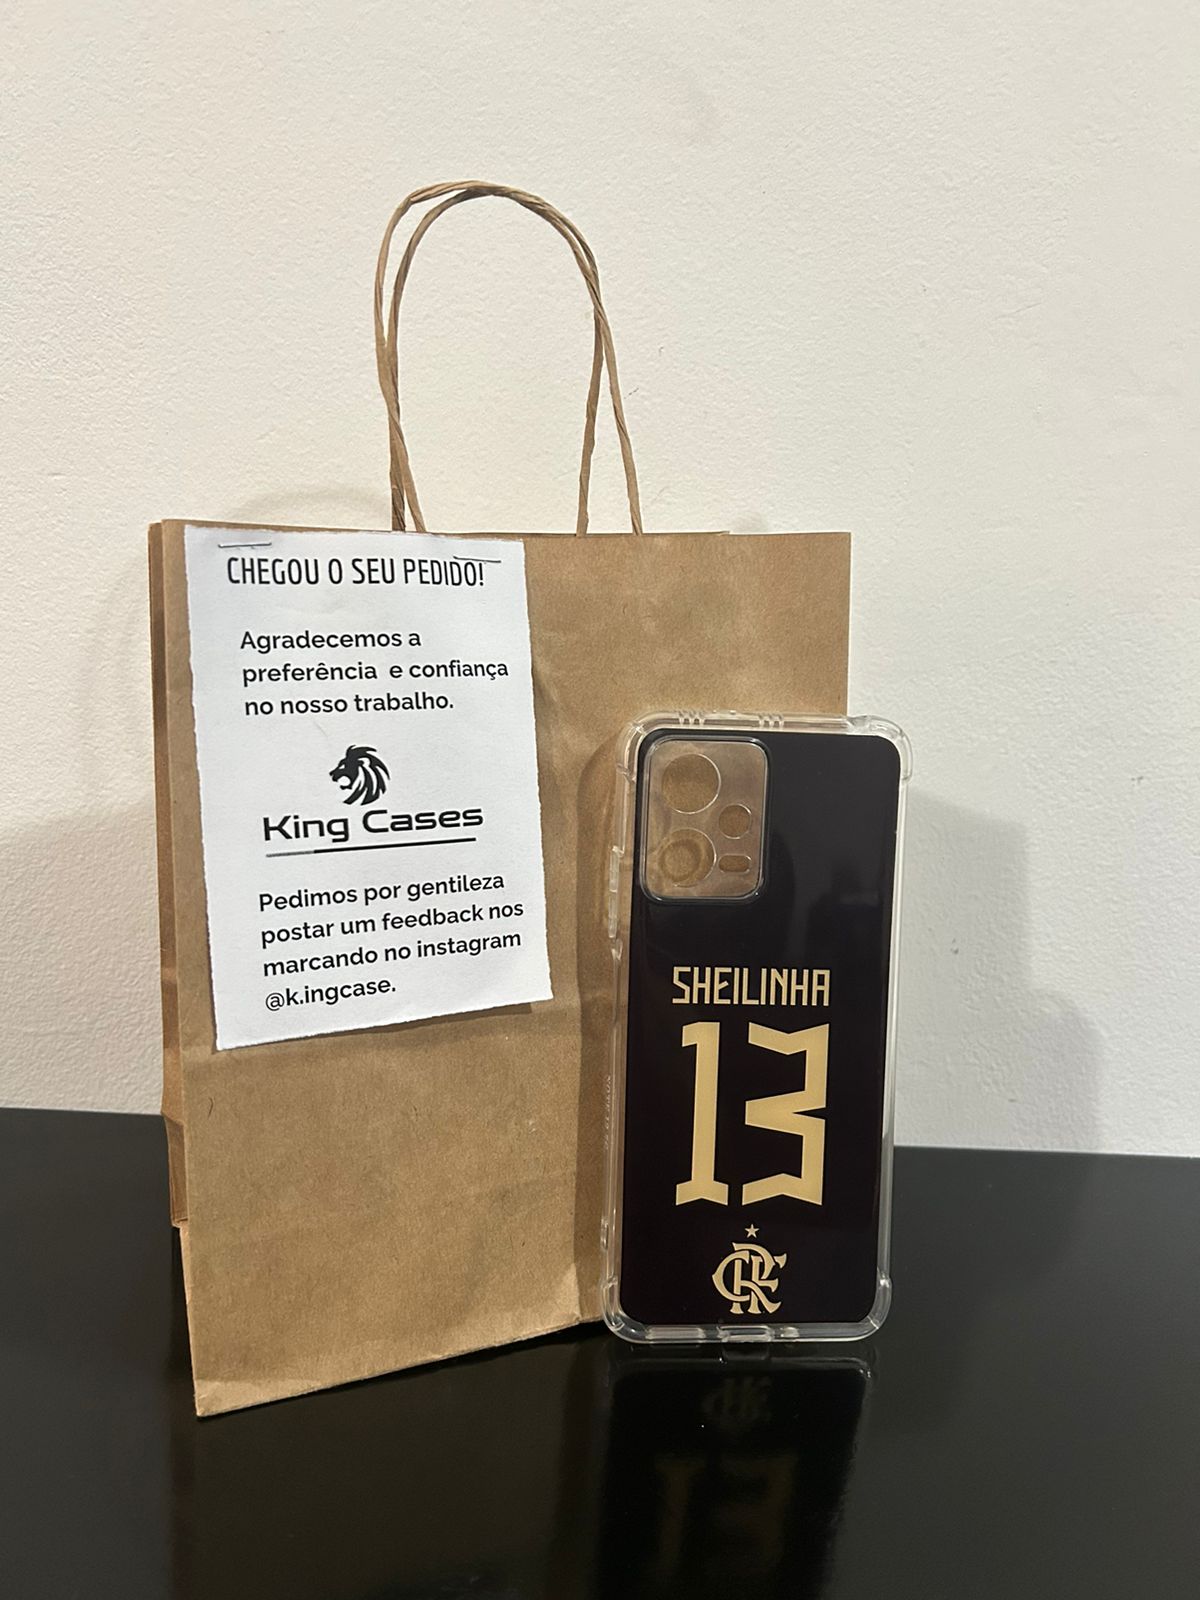 CHEGOU O SEU PEDIDO!
Agradecemos a
preferência e confiança
no nosso trabalho.
King Cases
Pedimos por gentileza
postar um feedback nos
marcando no instagram
@k.ingcase.
SHEILINHA
13
CRF